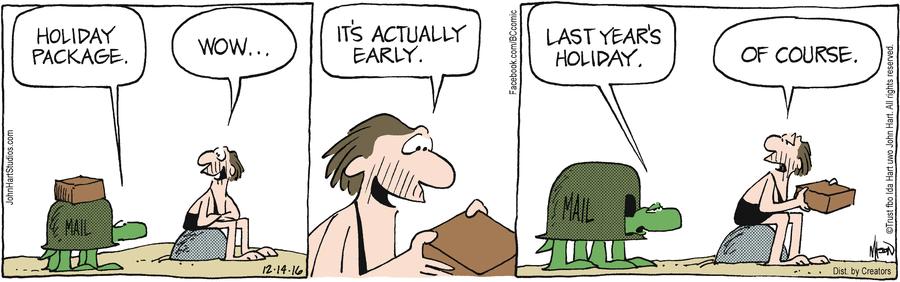 HOLIDAY
PACKAGE.
WOW...
MAIL
JohnHartStudios.com
12-14-16
IT'S ACTUALLY
EARLY.
Facebook.com/BCcomic
LAST YEAR'S
HOLIDAY.
MAIL
OF COURSE.
©Trust fbo Ida Hart uwo John Hart. All rights reserved.
Dist. by Creators